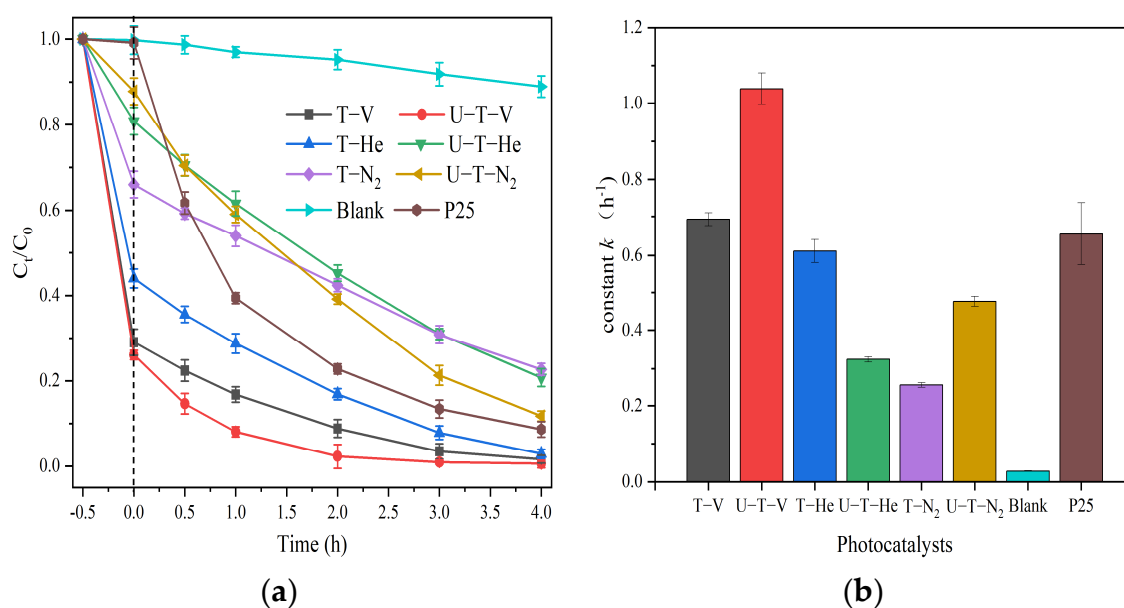 1.0
0.8
0.6
0.4
0.2
0.0
Ct/C0
-0.5 0.0 0.5 1.0 1.5 2.0 2.5 3.0 3.5 4.0
Time (h)
T−V U−T−V
T−He U−T−He
T−N₂ U−T−N₂
Blank P25
(a)
1.2
1.0
0.8
0.6
0.4
0.2
0.0
constant k （h⁻¹)
T−V U−T−V T−He U−T−He T−N₂ U−T−N₂ Blank P25
Photocatalysts
(b)